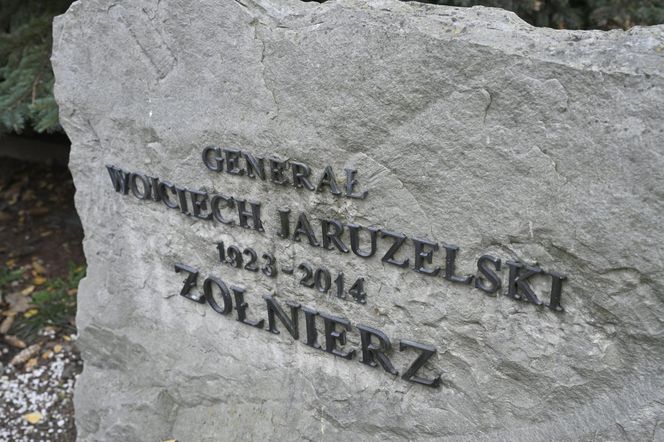 GENERAŁ
WOJCIECH JARUZELSKI
1923-2014
ŻOŁNIERZ